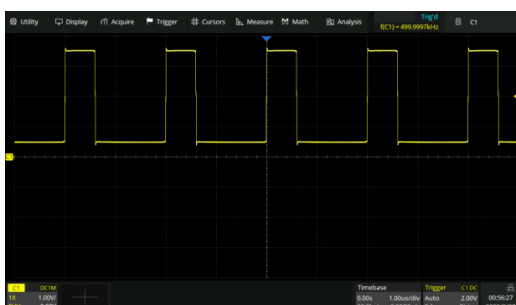 Utility Display Acquire Trigger Cursors Measure Math Analysis Trig'd C1
f(C1) = 499.9997kHz
C1
C1 DC1M Timebase Trigger C1 DC
1X 1.00V/ 0.00s 1.00us/div Auto 2.00V 00:56:27